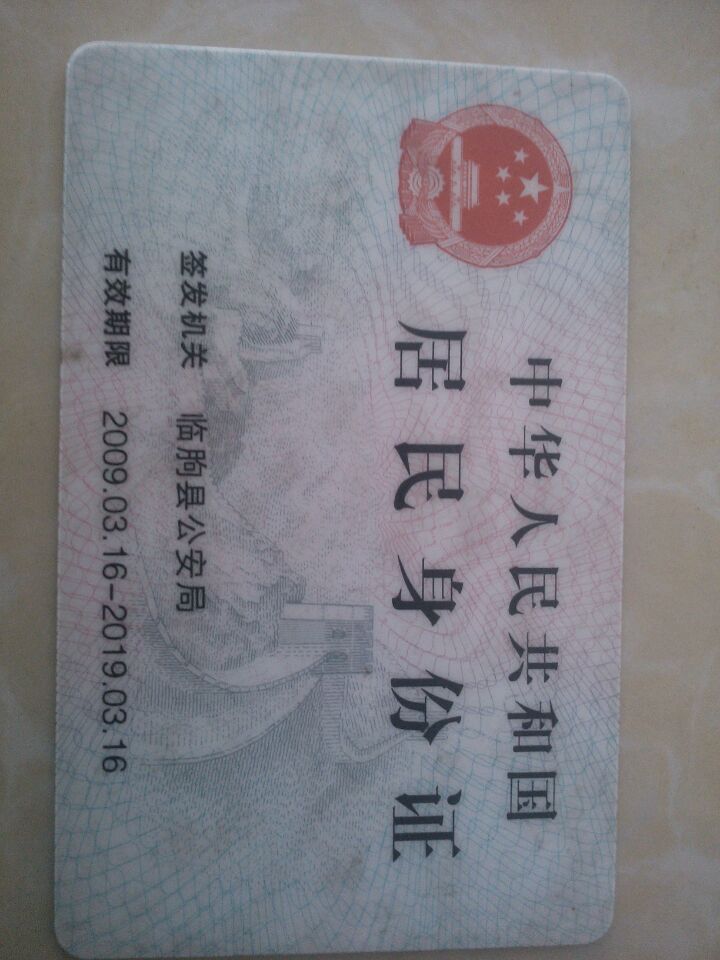 中华人民共和国
居民身份证
签发机关 临朐县公安局
有效期限 2009.03.16-2019.03.16